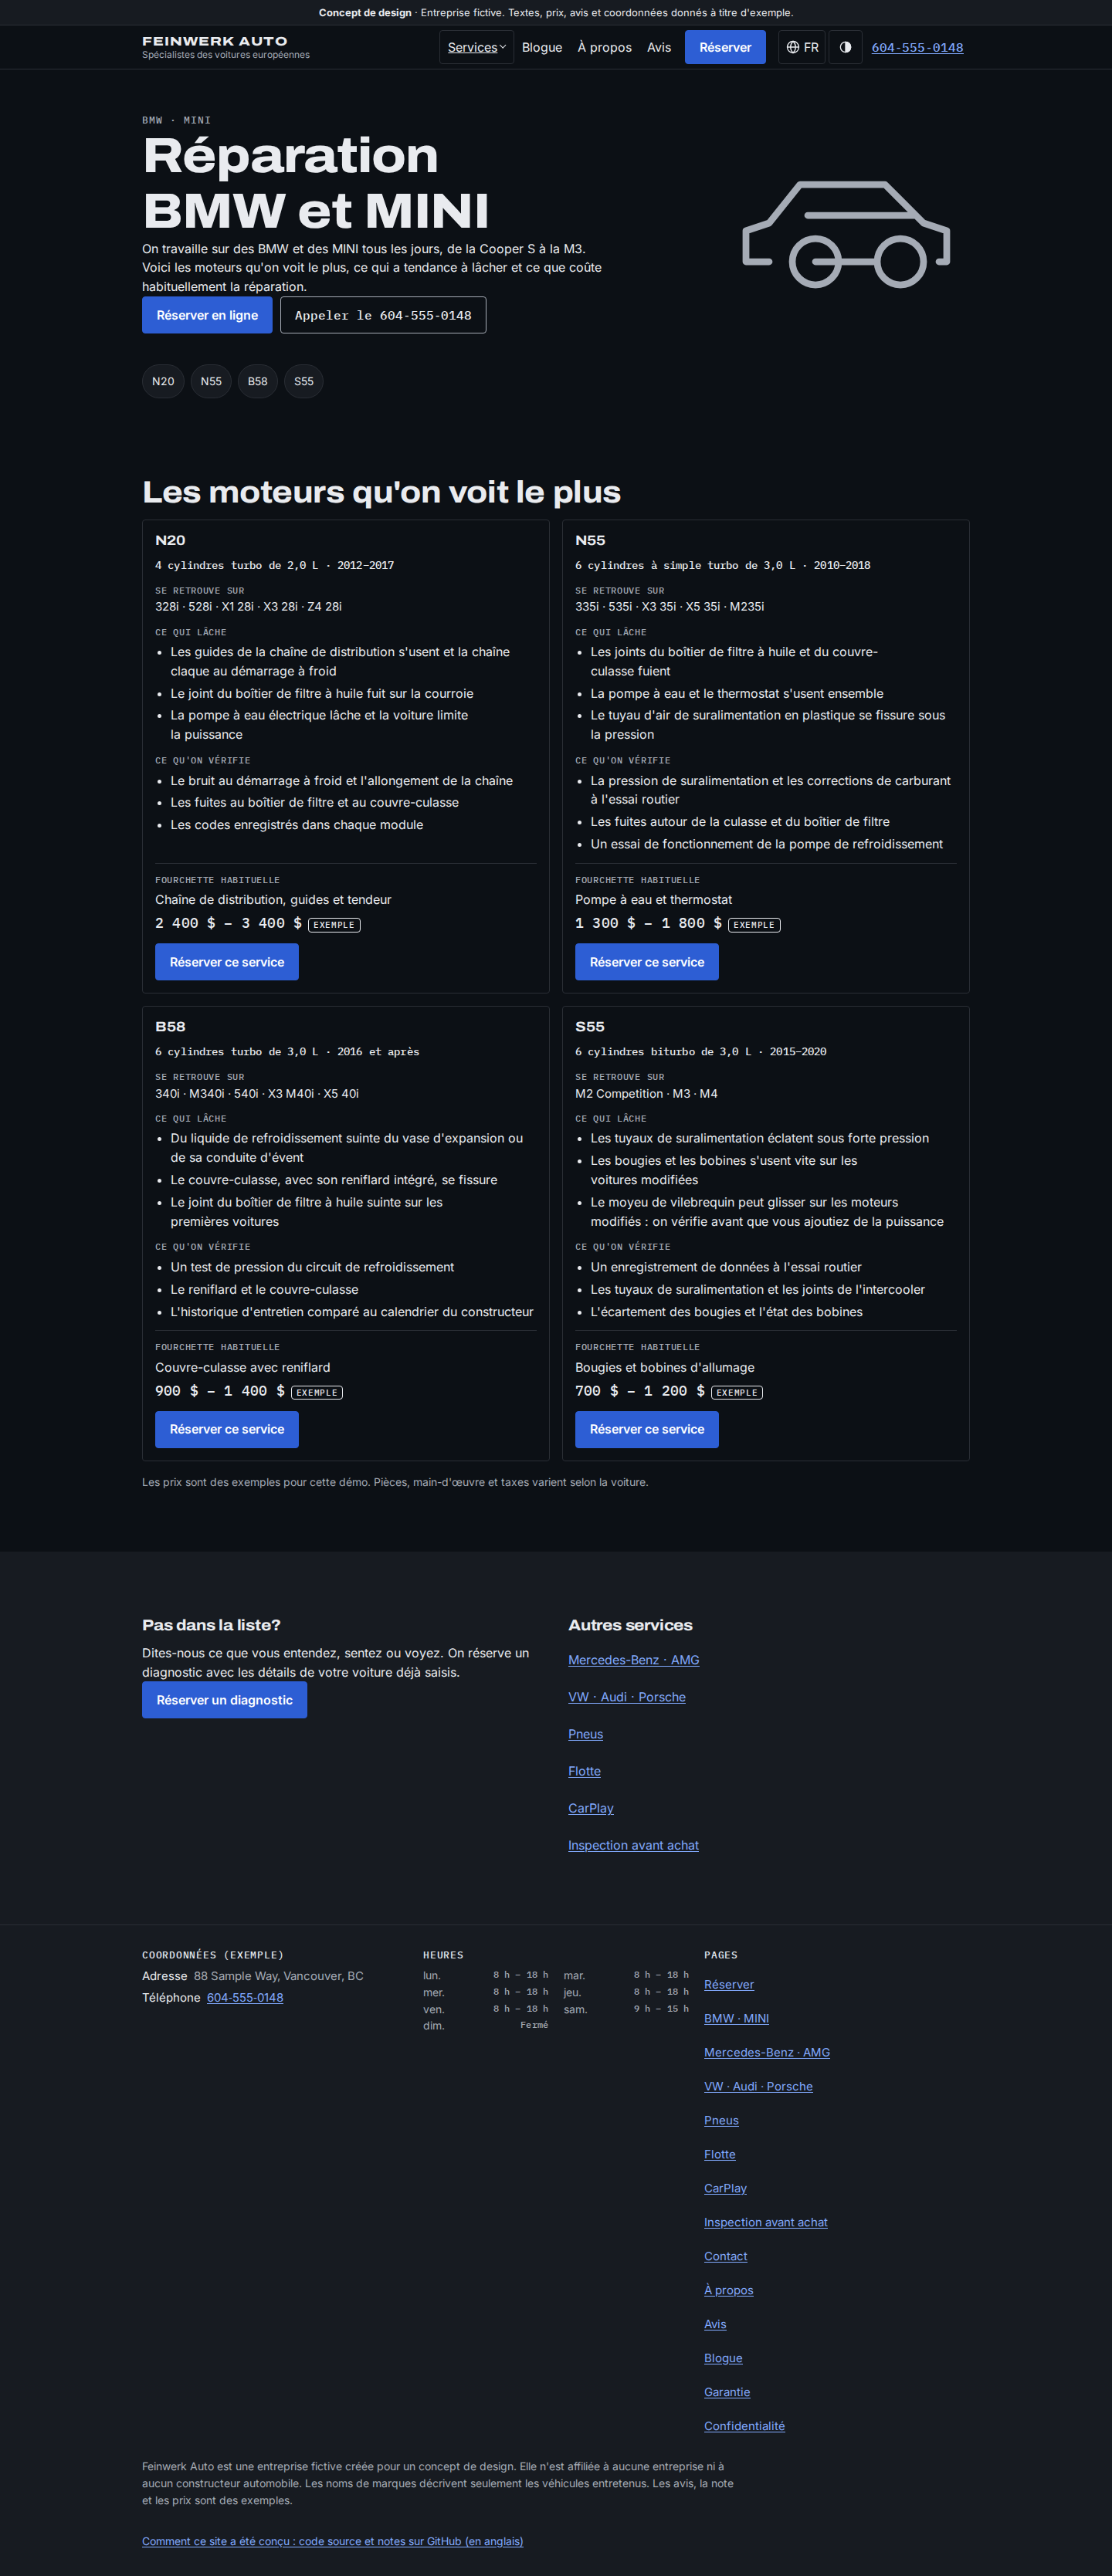 Concept de design · Entreprise fictive. Textes, prix, avis et coordonnées donnés à titre d'exemple.
FEINWERK AUTO
Spécialistes des voitures européennes
Services
Blogue
À propos
Avis
Réserver
FR
604-555-0148
BMW · MINI
Réparation
BMW et MINI
On travaille sur des BMW et des MINI tous les jours, de la Cooper S à la M3.
Voici les moteurs qu'on voit le plus, ce qui a tendance à lâcher et ce que coûte
habituellement la réparation.
Réserver en ligne
Appeler le 604-555-0148
N20
N55
B58
S55
Les moteurs qu'on voit le plus
N20
4 cylindres turbo de 2,0 L · 2012–2017
SE RETROUVE SUR
328i · 528i · X1 28i · X3 28i · Z4 28i
CE QUI LÂCHE
• Les guides de la chaîne de distribution s'usent et la chaîne
claque au démarrage à froid
• Le joint du boîtier de filtre à huile fuit sur la courroie
• La pompe à eau électrique lâche et la voiture limite
la puissance
CE QU'ON VÉRIFIE
• Le bruit au démarrage à froid et l'allongement de la chaîne
• Les fuites au boîtier de filtre et au couvre-culasse
• Les codes enregistrés dans chaque module
FOURCHETTE HABITUELLE
Chaîne de distribution, guides et tendeur
2 400 $ – 3 400 $ EXEMPLE
Réserver ce service
N55
6 cylindres à simple turbo de 3,0 L · 2010–2018
SE RETROUVE SUR
335i · 535i · X3 35i · X5 35i · M235i
CE QUI LÂCHE
• Les joints du boîtier de filtre à huile et du couvre-
culasse fuient
• La pompe à eau et le thermostat s'usent ensemble
• Le tuyau d'air de suralimentation en plastique se fissure sous
la pression
CE QU'ON VÉRIFIE
• La pression de suralimentation et les corrections de carburant
à l'essai routier
• Les fuites autour de la culasse et du boîtier de filtre
• Un essai de fonctionnement de la pompe de refroidissement
FOURCHETTE HABITUELLE
Pompe à eau et thermostat
1 300 $ – 1 800 $ EXEMPLE
Réserver ce service
B58
6 cylindres turbo de 3,0 L · 2016 et après
SE RETROUVE SUR
340i · M340i · 540i · X3 M40i · X5 40i
CE QUI LÂCHE
• Du liquide de refroidissement suinte du vase d'expansion ou
de sa conduite d'évent
• Le couvre-culasse, avec son reniflard intégré, se fissure
• Le joint du boîtier de filtre à huile suinte sur les
premières voitures
CE QU'ON VÉRIFIE
• Un test de pression du circuit de refroidissement
• Le reniflard et le couvre-culasse
• L'historique d'entretien comparé au calendrier du constructeur
FOURCHETTE HABITUELLE
Couvre-culasse avec reniflard
900 $ – 1 400 $ EXEMPLE
Réserver ce service
S55
6 cylindres biturbo de 3,0 L · 2015–2020
SE RETROUVE SUR
M2 Competition · M3 · M4
CE QUI LÂCHE
• Les tuyaux de suralimentation éclatent sous forte pression
• Les bougies et les bobines s'usent vite sur les
voitures modifiées
• Le moyeu de vilebrequin peut glisser sur les moteurs
modifiés : on vérifie avant que vous ajoutiez de la puissance
CE QU'ON VÉRIFIE
• Un enregistrement de données à l'essai routier
• Les tuyaux de suralimentation et les joints de l'intercooler
• L'écartement des bougies et l'état des bobines
FOURCHETTE HABITUELLE
Bougies et bobines d'allumage
700 $ – 1 200 $ EXEMPLE
Réserver ce service
Les prix sont des exemples pour cette démo. Pièces, main-d'œuvre et taxes varient selon la voiture.
Pas dans la liste?
Dites-nous ce que vous entendez, sentez ou voyez. On réserve un
diagnostic avec les détails de votre voiture déjà saisis.
Réserver un diagnostic
Autres services
Mercedes-Benz · AMG
VW · Audi · Porsche
Pneus
Flotte
CarPlay
Inspection avant achat
COORDONNÉES (EXEMPLE)
Adresse 88 Sample Way, Vancouver, BC
Téléphone 604-555-0148
HEURES
lun. 8 h – 18 h mar. 8 h – 18 h
mer. 8 h – 18 h jeu. 8 h – 18 h
ven. 8 h – 18 h sam. 9 h – 15 h
dim. Fermé
PAGES
Réserver
BMW · MINI
Mercedes-Benz · AMG
VW · Audi · Porsche
Pneus
Flotte
CarPlay
Inspection avant achat
Contact
À propos
Avis
Blogue
Garantie
Confidentialité
Feinwerk Auto est une entreprise fictive créée pour un concept de design. Elle n'est affiliée à aucune entreprise ni à
aucun constructeur automobile. Les noms de marques décrivent seulement les véhicules entretenus. Les avis, la note
et les prix sont des exemples.
Comment ce site a été conçu : code source et notes sur GitHub (en anglais)